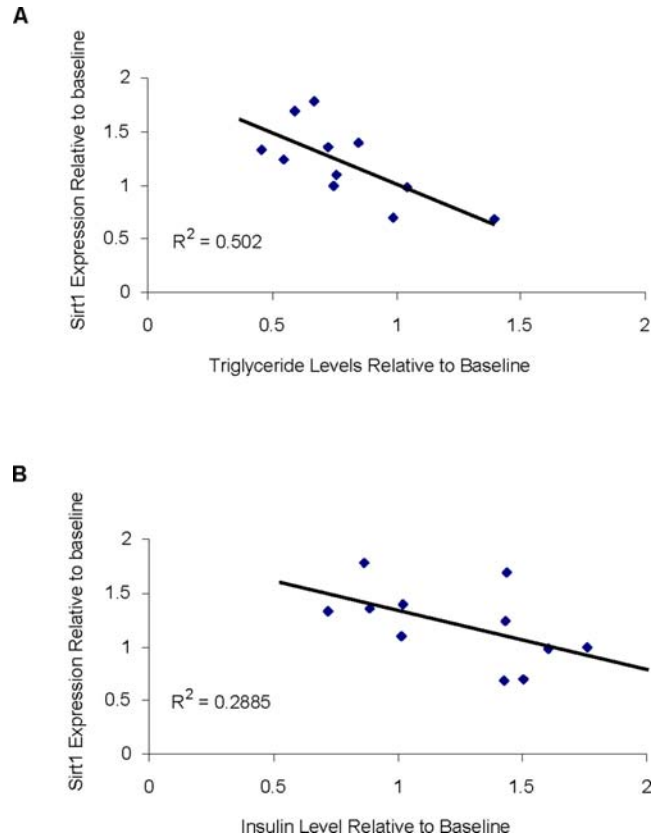 A
Sirt1 Expression Relative to baseline
2
1.5
1
0.5
0
R² = 0.502
0 0.5 1 1.5 2
Triglyceride Levels Relative to Baseline
B
Sirt1 Expression Relative to baseline
2
1.5
1
0.5
0
R² = 0.2885
0 0.5 1 1.5 2
Insulin Level Relative to Baseline